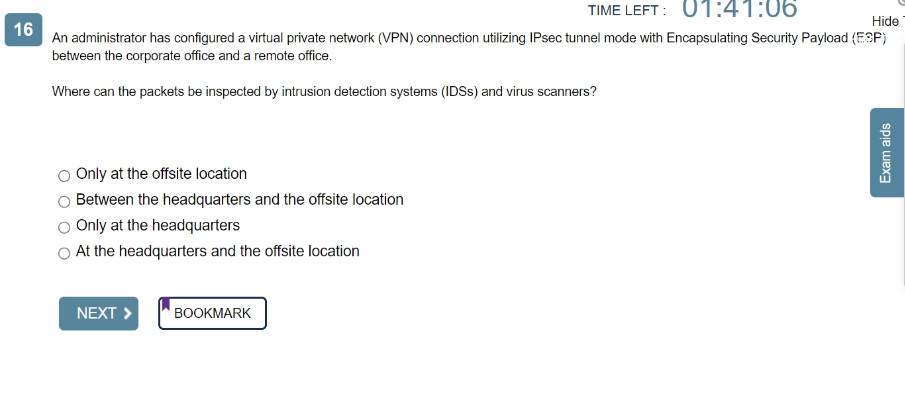 TIME LEFT : 01:41:06
Hide
16
An administrator has configured a virtual private network (VPN) connection utilizing IPsec tunnel mode with Encapsulating Security Payload (ESP)
between the corporate office and a remote office.
Where can the packets be inspected by intrusion detection systems (IDSs) and virus scanners?
Exam aids
Only at the offsite location
Between the headquarters and the offsite location
Only at the headquarters
At the headquarters and the offsite location
NEXT
BOOKMARK